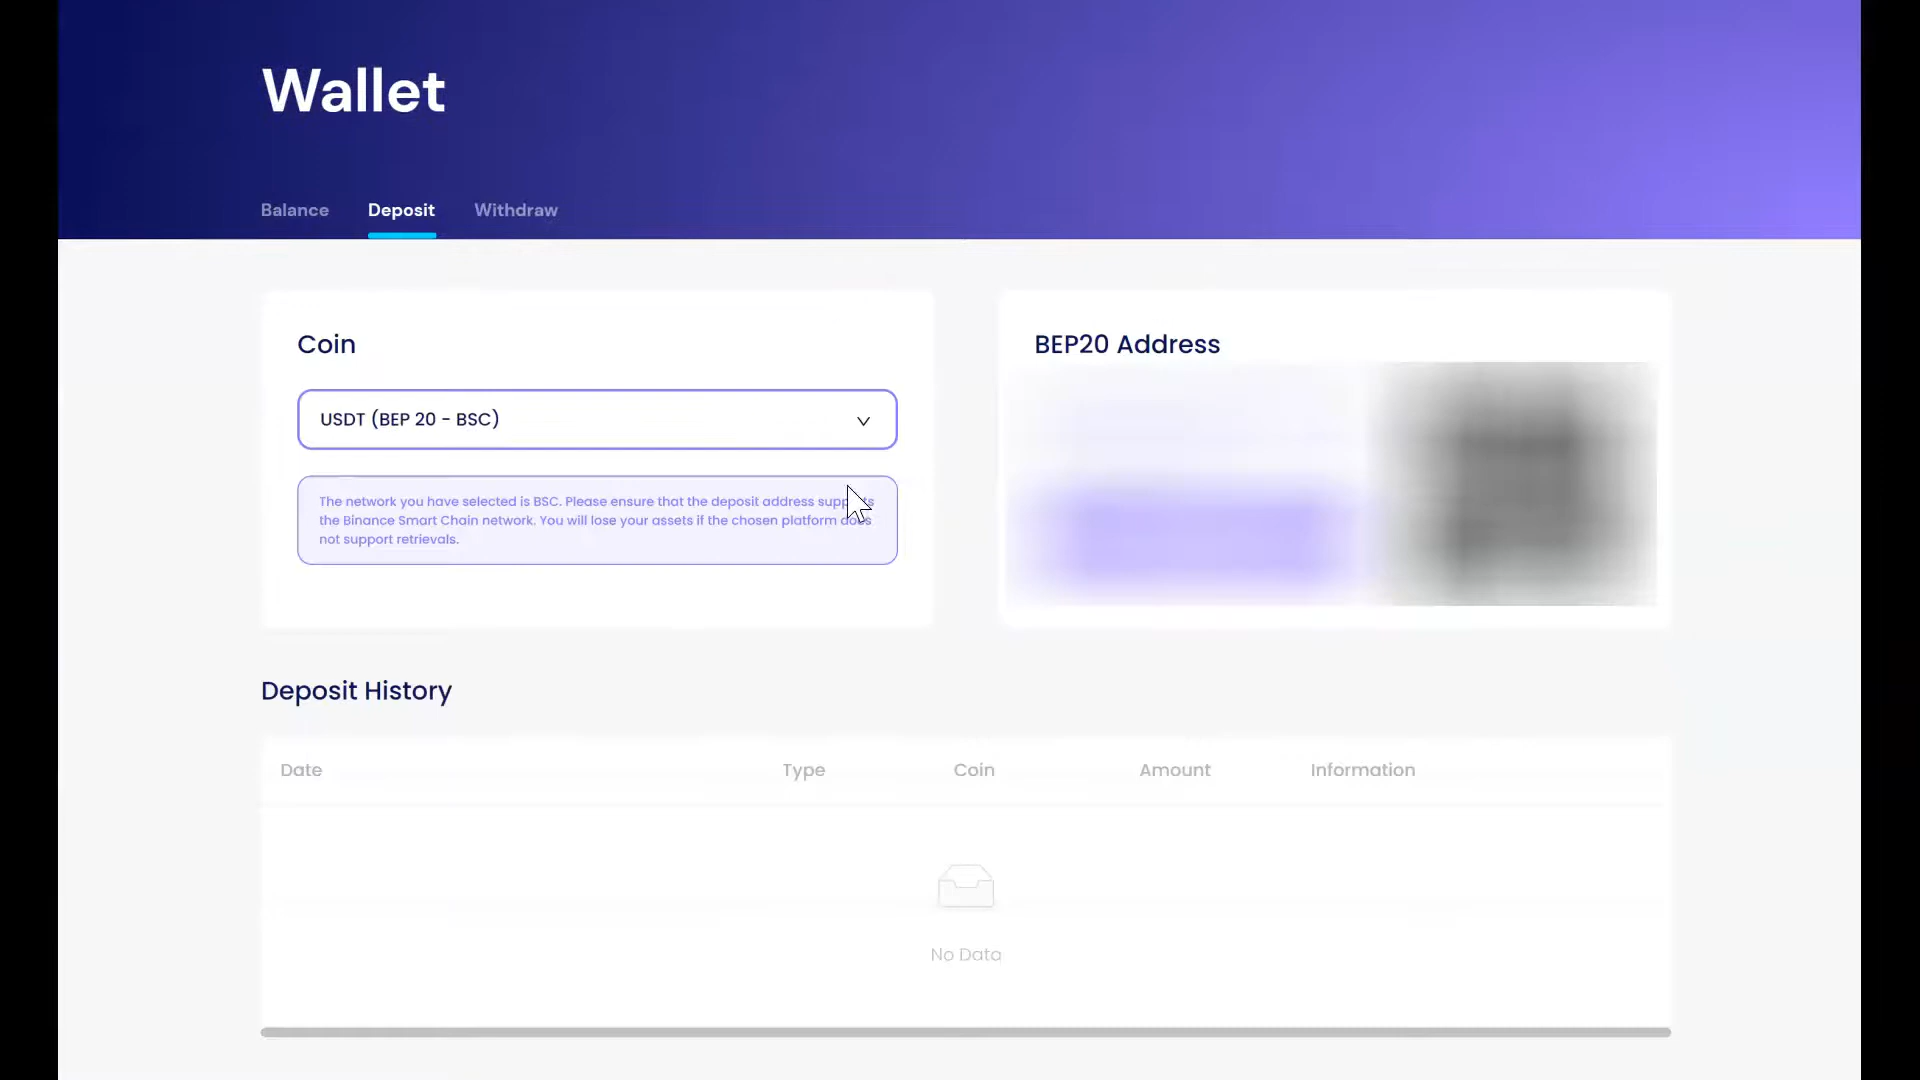 Wallet
Balance
Deposit
Withdraw
Coin
USDT (BEP 20 - BSC)
The network you have selected is BSC. Please ensure that the deposit address supports
the Binance Smart Chain network. You will lose your assets if the chosen platform does
not support retrievals.
BEP20 Address
Deposit History
Date Type Coin Amount Information
No Data